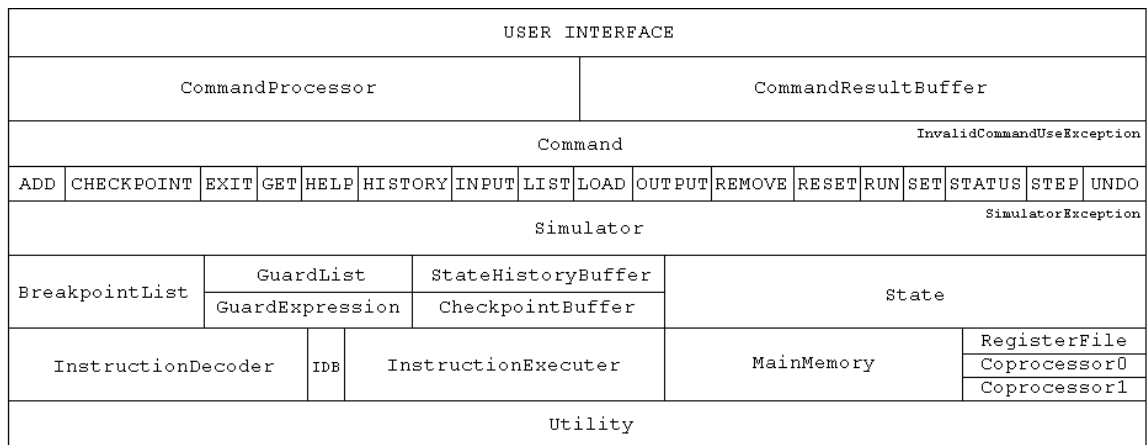 USER INTERFACE
CommandProcessor CommandResultBuffer
Command InvalidCommandUseException
ADD CHECKPOINT EXIT GET HELP HISTORY INPUT LIST LOAD OUTPUT REMOVE RESET RUN SET STATUS STEP UNDO
Simulator SimulatorException
BreakpointList GuardList StateHistoryBuffer State
GuardExpression CheckpointBuffer
InstructionDecoder IDB InstructionExecuter MainMemory RegisterFile
Coprocessor0
Coprocessor1
Utility